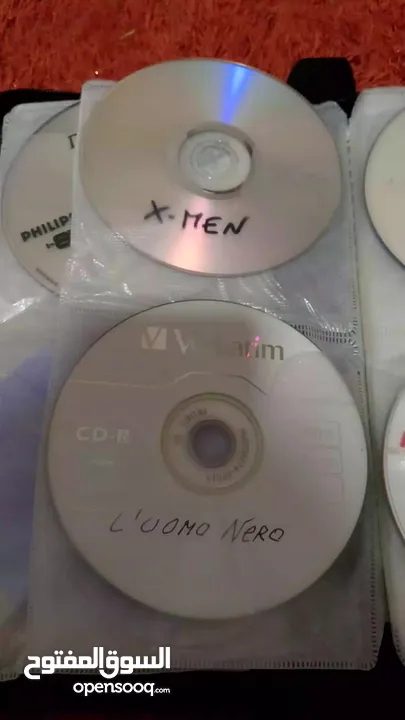 PHILIPS
X-MEN
Verbatim
CD-R
L'UOMO NERO
السوق المفتوح
opensooq.com